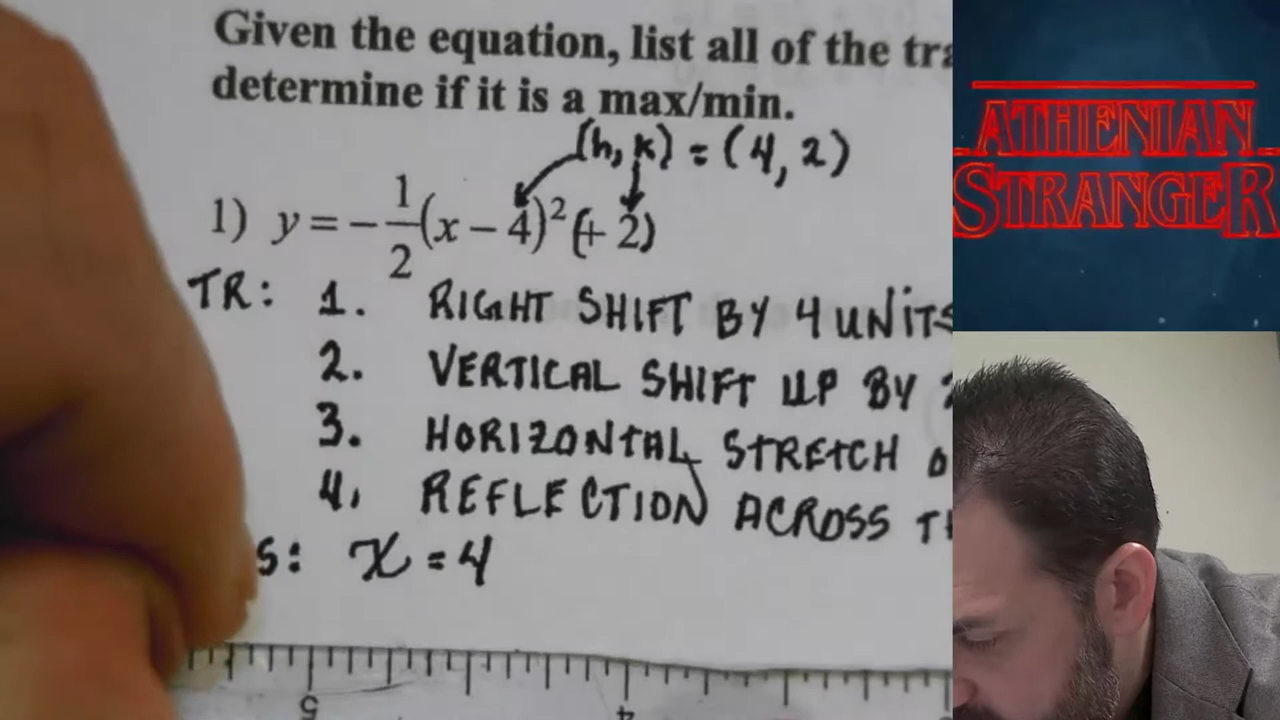 Given the equation, list all of the tra
determine if it is a max/min.
(h, k) = (4, 2)
1) y = -1/2(x - 4)² (+ 2)
TR: 1. RIGHT SHIFT BY 4 UNITS
2. VERTICAL SHIFT UP BY
3. HORIZONTAL STRETCH
4. REFLECTION ACROSS
S: x = 4
5 4
ATHENIAN
STRANGER